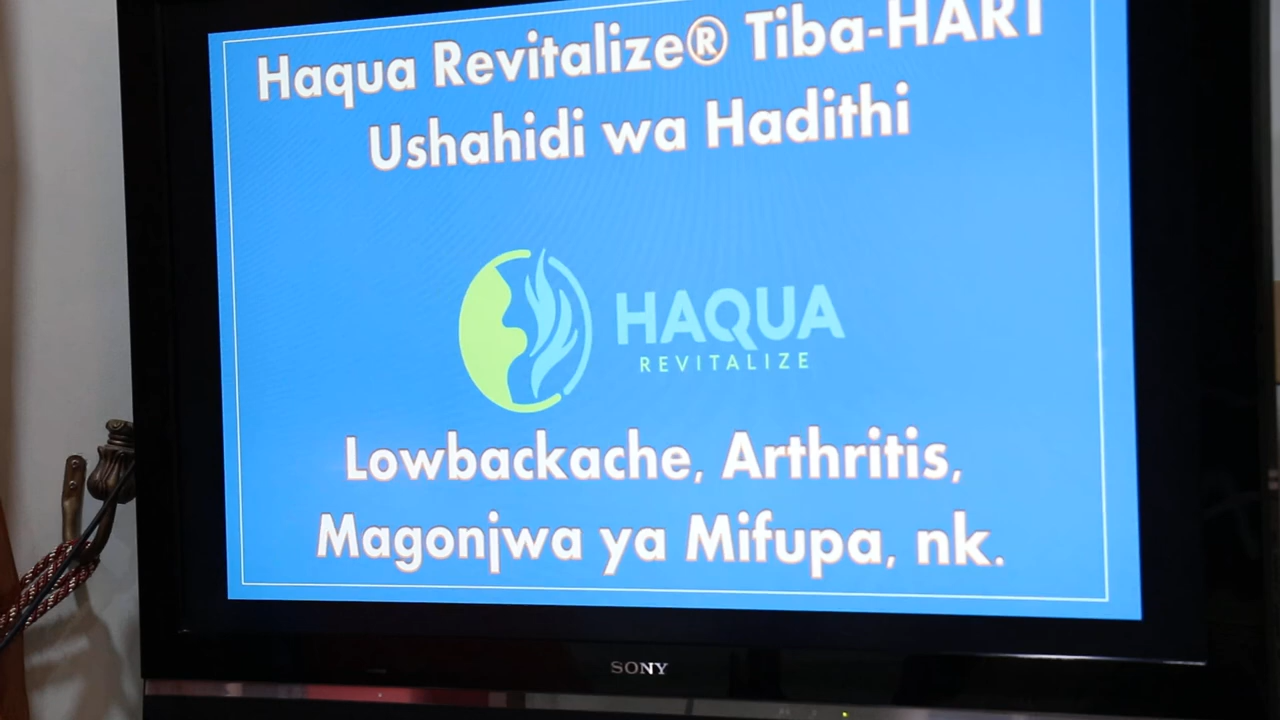 Haqua Revitalize® Tiba-HART
Ushahidi wa Hadithi
HAQUA
REVITALIZE
Lowbackache, Arthritis,
Magonjwa ya Mifupa, nk.
SONY